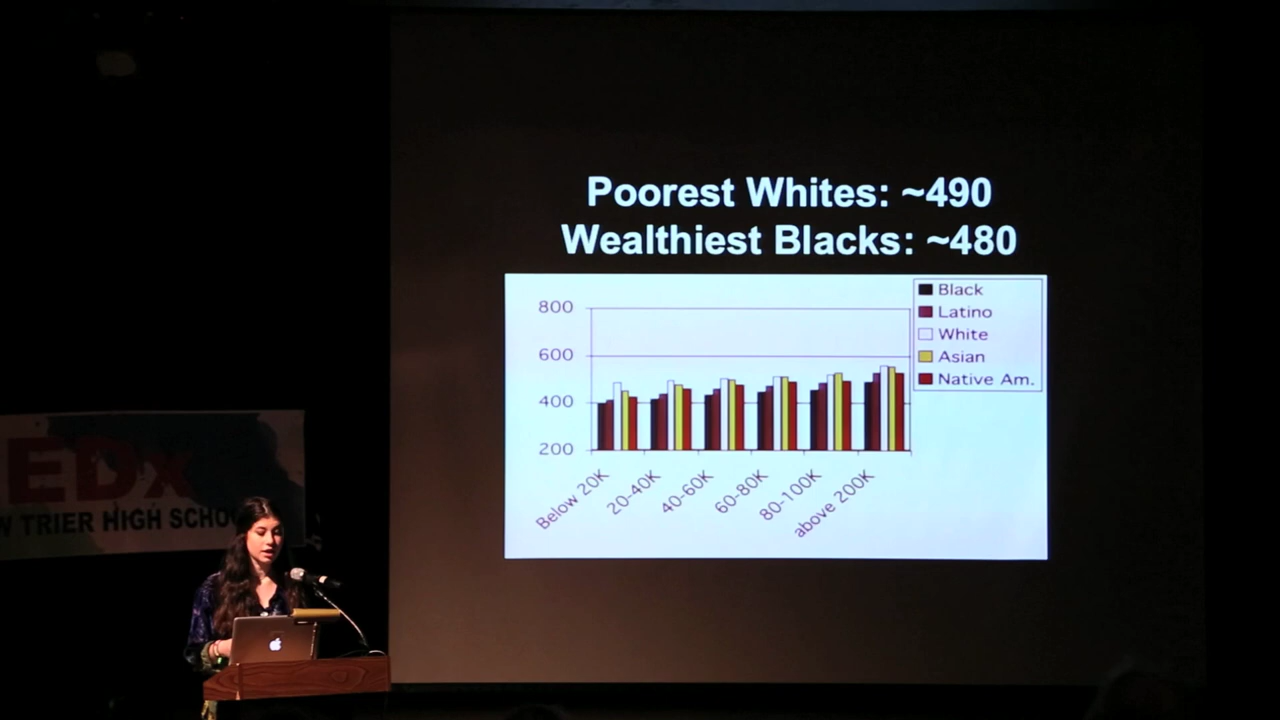 Poorest Whites: ~490
Wealthiest Blacks: ~480
800
600
400
200
Below 20K
20-40K
40-60K
60-80K
80-100K
above 200K
Black
Latino
White
Asian
Native Am.
EDx
TRIER HIGH SCHO